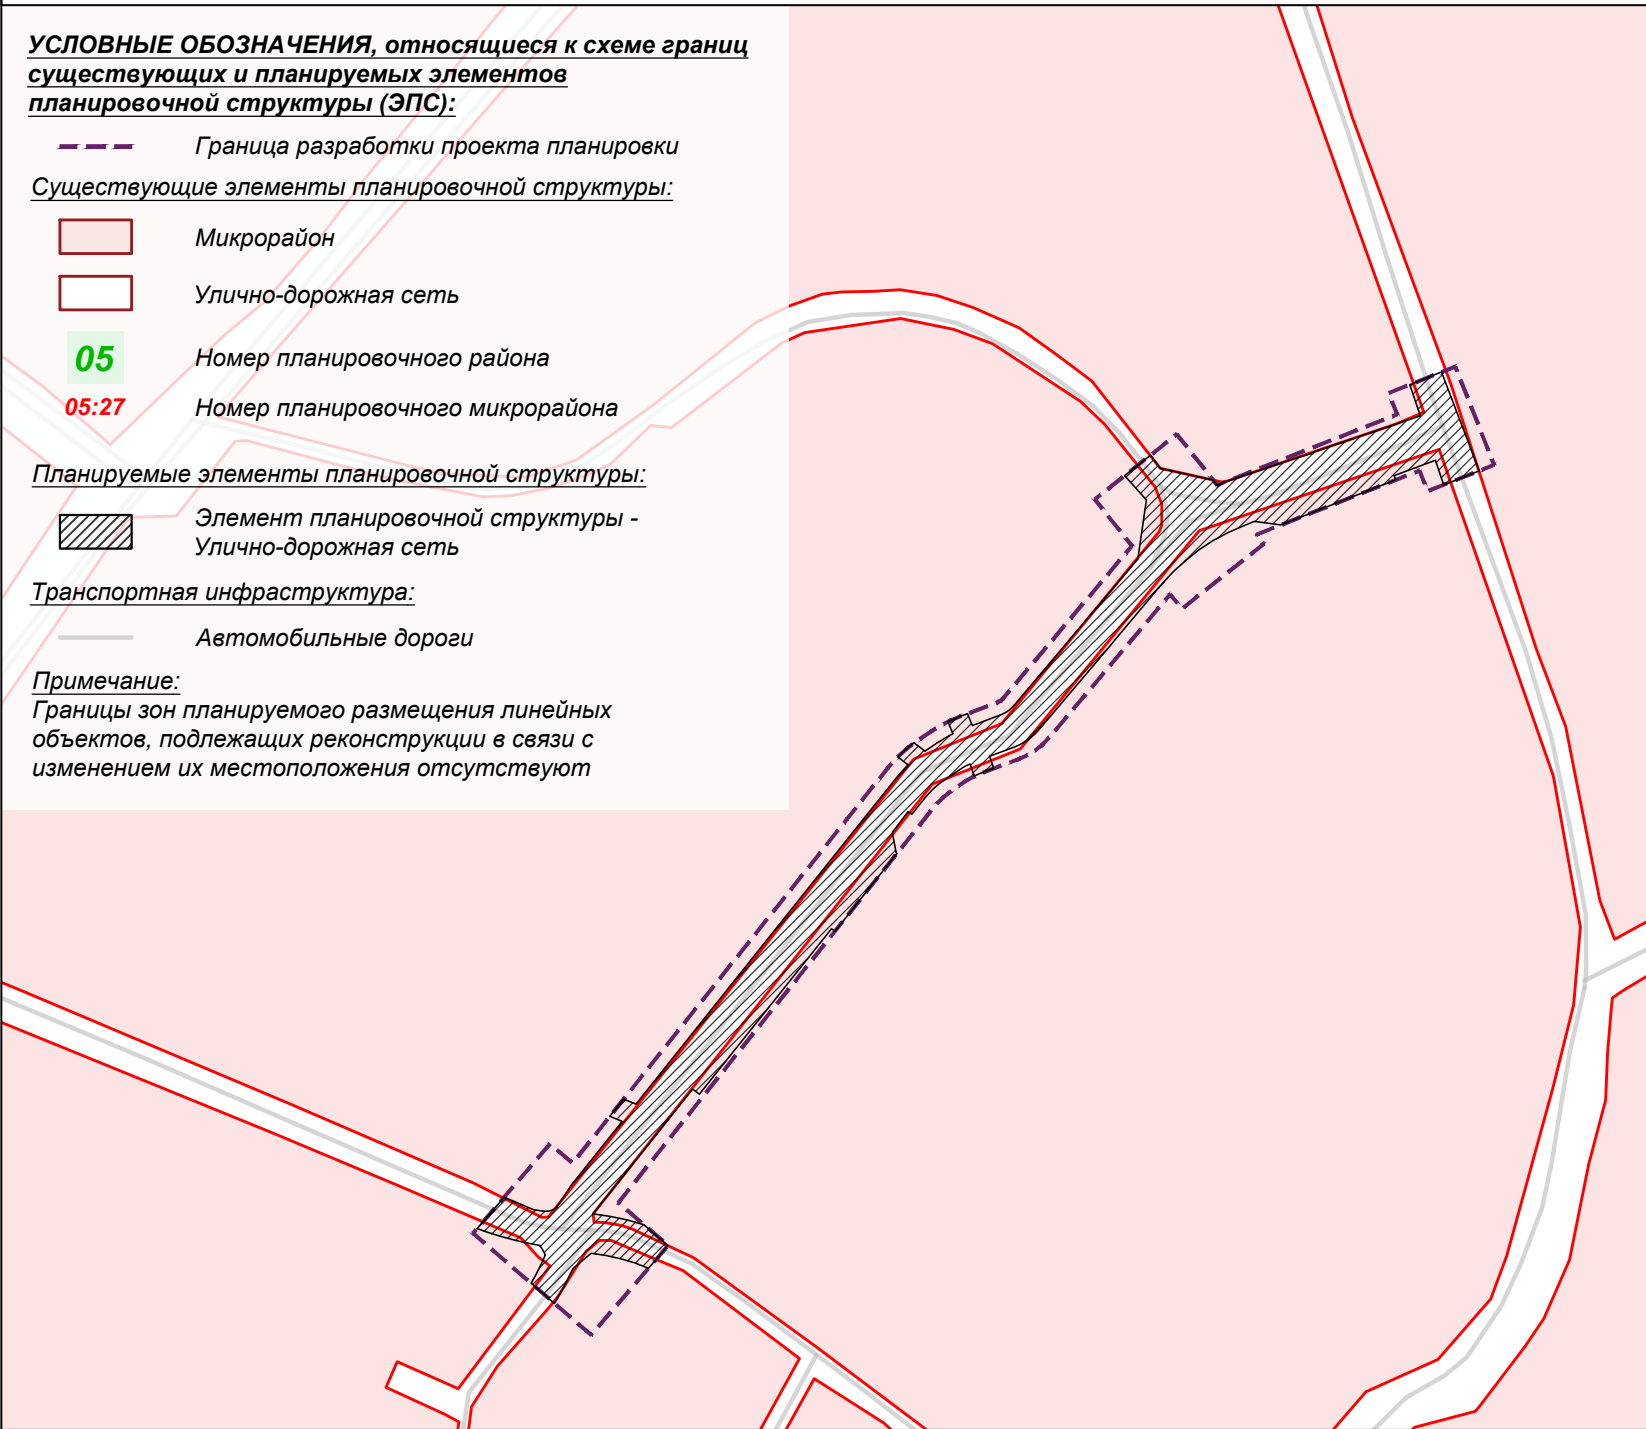 УСЛОВНЫЕ ОБОЗНАЧЕНИЯ, относящиеся к схеме границ
существующих и планируемых элементов
планировочной структуры (ЭПС):
Граница разработки проекта планировки
Существующие элементы планировочной структуры:
Микрорайон
Улично-дорожная сеть
05 Номер планировочного района
05:27 Номер планировочного микрорайона
Планируемые элементы планировочной структуры:
Элемент планировочной структуры -
Улично-дорожная сеть
Транспортная инфраструктура:
Автомобильные дороги
Примечание:
Границы зон планируемого размещения линейных
объектов, подлежащих реконструкции в связи с
изменением их местоположения отсутствуют